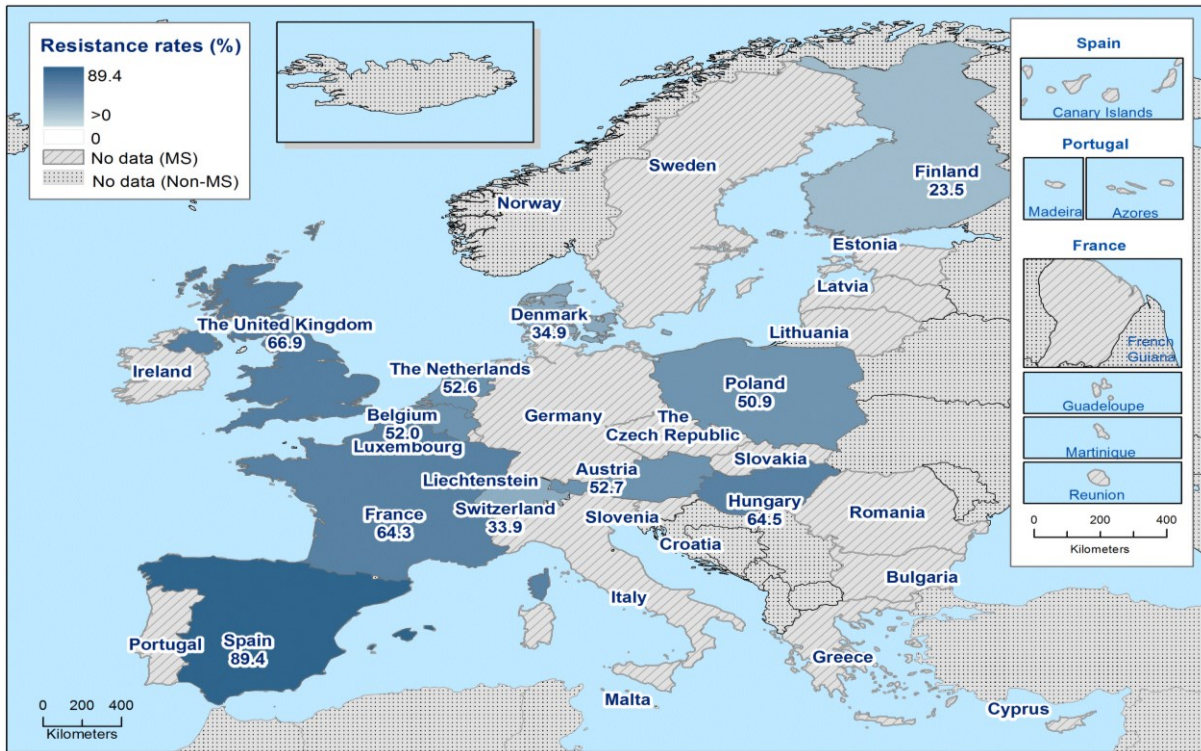 Resistance rates (%)
89.4
>0
0
No data (MS)
No data (Non-MS)
Spain
Canary Islands
Portugal
Madeira
Azores
France
French
Guiana
Guadeloupe
Martinique
Reunion
0 200 400
Kilometers
Sweden
Finland
23.5
Norway
Estonia
Latvia
Lithuania
Denmark
34.9
The United Kingdom
66.9
Ireland
The Netherlands
52.6
Poland
50.9
Belgium
52.0
Germany
The
Czech Republic
Luxembourg
Slovakia
Liechtenstein
Austria
52.7
Switzerland
33.9
Hungary
64.5
France
64.3
Slovenia
Romania
Croatia
Bulgaria
Italy
Portugal
Spain
89.4
Greece
Malta
Cyprus
0 200 400
Kilometers